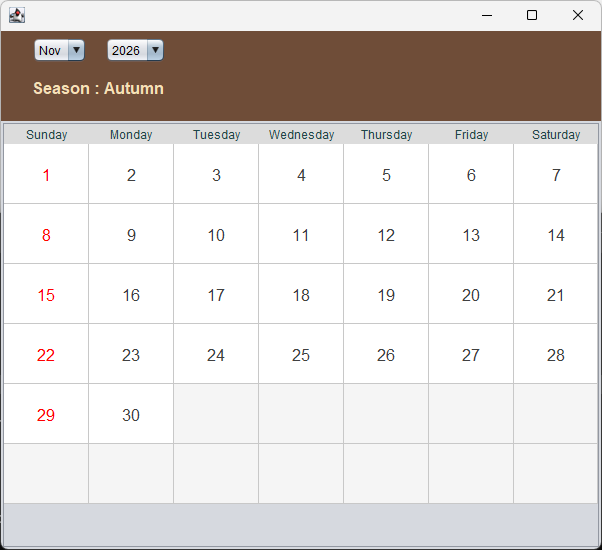 Nov 2026
Season : Autumn
Sunday Monday Tuesday Wednesday Thursday Friday Saturday
1 2 3 4 5 6 7
8 9 10 11 12 13 14
15 16 17 18 19 20 21
22 23 24 25 26 27 28
29 30